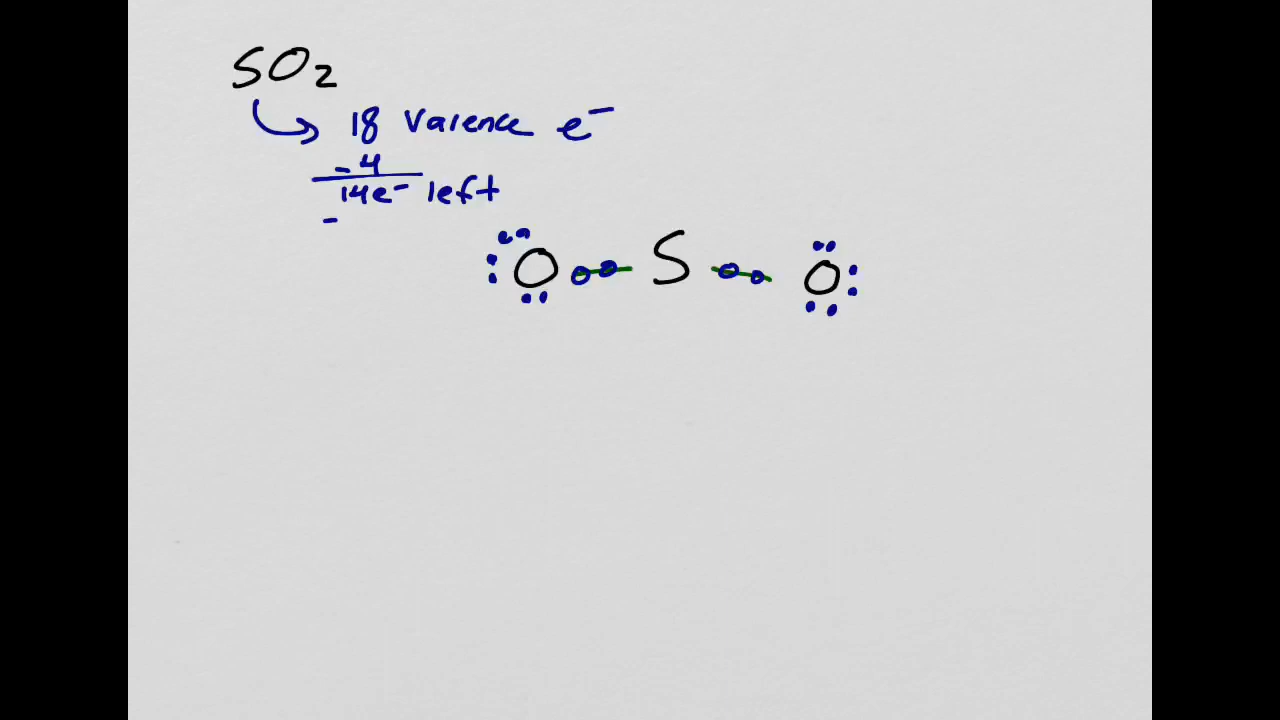 SO₂
18 valence e⁻
- 4
14e⁻ left
-
O S O